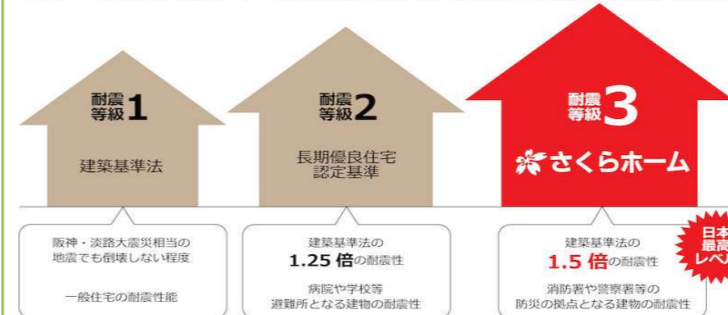 耐震等級1
建築基準法
耐震等級2
長期優良住宅
認定基準
耐震等級3
さくらホーム
阪神・淡路大震災相当の
地震でも倒壊しない程度
一般住宅の耐震性能
建築基準法の
1.25 倍の耐震性
病院や学校等
避難所となる建物の耐震性
建築基準法の
1.5 倍の耐震性
消防署や警察署等の
防災の拠点となる建物の耐震性
日本
最高
レベル